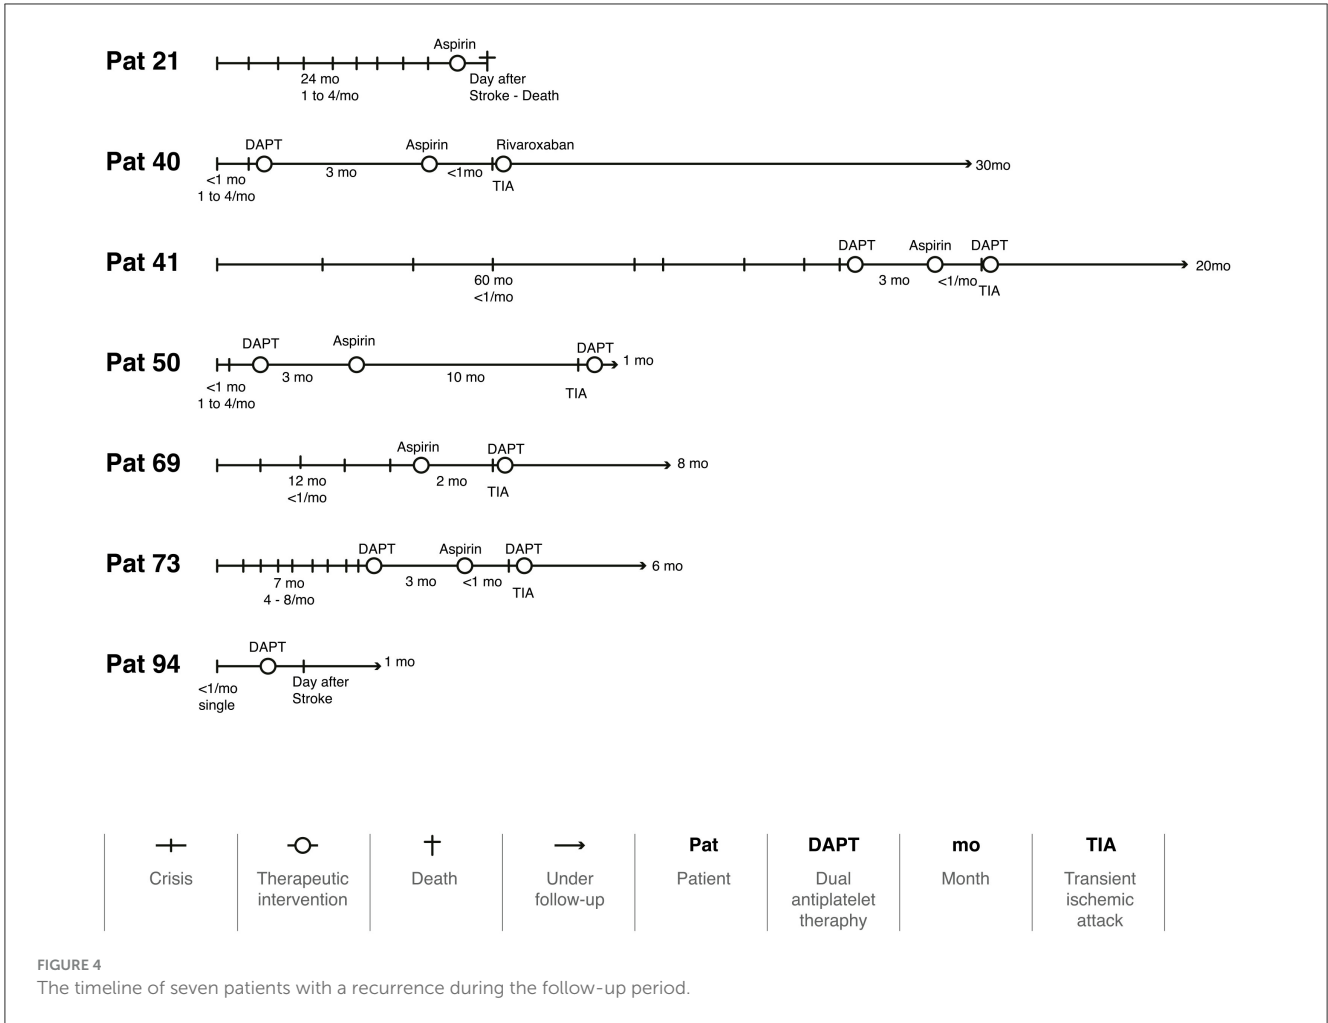 Pat 21
Aspirin
24 mo
1 to 4/mo
Day after
Stroke - Death
Pat 40
DAPT
Aspirin
Rivaroxaban
<1 mo
1 to 4/mo
3 mo
<1mo
TIA
30mo
Pat 41
DAPT
Aspirin
DAPT
60 mo
<1/mo
3 mo
<1/mo
TIA
20mo
Pat 50
DAPT
Aspirin
DAPT
<1 mo
1 to 4/mo
3 mo
10 mo
TIA
1 mo
Pat 69
Aspirin
DAPT
12 mo
<1/mo
2 mo
TIA
8 mo
Pat 73
DAPT
Aspirin
DAPT
7 mo
4 - 8/mo
3 mo
<1 mo
TIA
6 mo
Pat 94
DAPT
<1/mo
single
Day after
Stroke
1 mo
Crisis
Therapeutic
intervention
Death
Under
follow-up
Pat
Patient
DAPT
Dual
antiplatelet
theraphy
mo
Month
TIA
Transient
ischemic
attack
FIGURE 4
The timeline of seven patients with a recurrence during the follow-up period.